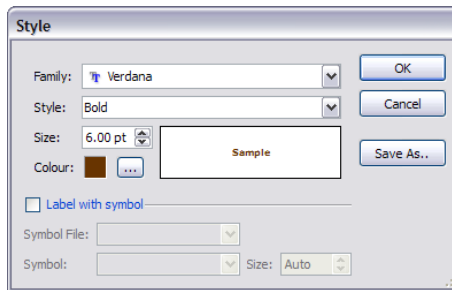 Style
Family: Verdana
OK
Style: Bold
Cancel
Size: 6.00 pt
Sample
Save As..
Colour: ...
Label with symbol
Symbol File:
Symbol: Size: Auto